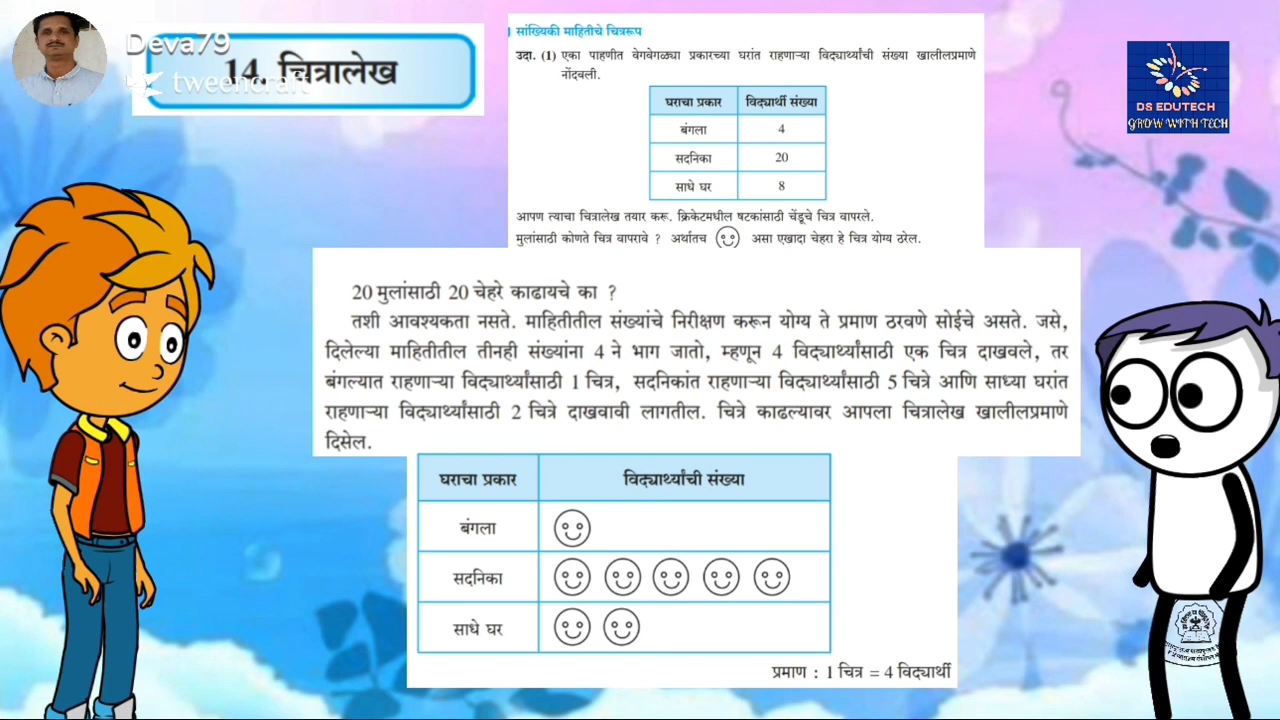 Deva79
tweencraft
14. चित्रालेख
सांख्यिकी माहितीचे चित्ररूप
उदा. (1) एका पाहणीत वेगवेगळ्या प्रकारच्या घरांत राहणाऱ्या विद्यार्थ्यांची संख्या खालीलप्रमाणे
नोंदवली.
घराचा प्रकार विद्यार्थी संख्या
बंगला 4
सदनिका 20
साधे घर 8
आपण त्याचा चित्रालेख तयार करू. क्रिकेटमधील षटकांसाठी चेंडूचे चित्र वापरले.
मुलांसाठी कोणते चित्र वापरावे ? अर्थातच असा एखादा चेहरा हे चित्र योग्य ठरेल.
DS EDUTECH
GROW WITH TECH
20 मुलांसाठी 20 चेहरे काढायचे का ?
तशी आवश्यकता नसते. माहितीतील संख्यांचे निरीक्षण करून योग्य ते प्रमाण ठरवणे सोईचे असते. जसे,
दिलेल्या माहितीतील तीनही संख्यांना 4 ने भाग जातो, म्हणून 4 विद्यार्थ्यांसाठी एक चित्र दाखवले, तर
बंगल्यात राहणाऱ्या विद्यार्थ्यांसाठी 1 चित्र, सदनिकांत राहणाऱ्या विद्यार्थ्यांसाठी 5 चित्रे आणि साध्या घरांत
राहणाऱ्या विद्यार्थ्यांसाठी 2 चित्रे दाखवावी लागतील. चित्रे काढल्यावर आपला चित्रालेख खालीलप्रमाणे
दिसेल.
घराचा प्रकार विद्यार्थ्यांची संख्या
बंगला
सदनिका
साधे घर
प्रमाण : 1 चित्र = 4 विद्यार्थी